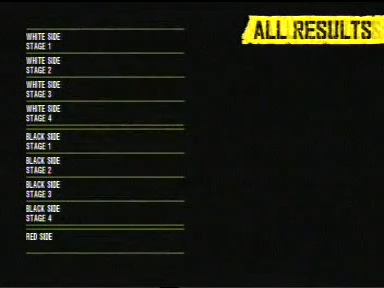 ALL RESULTS
WHITE SIDE
STAGE 1
WHITE SIDE
STAGE 2
WHITE SIDE
STAGE 3
WHITE SIDE
STAGE 4
BLACK SIDE
STAGE 1
BLACK SIDE
STAGE 2
BLACK SIDE
STAGE 3
BLACK SIDE
STAGE 4
RED SIDE